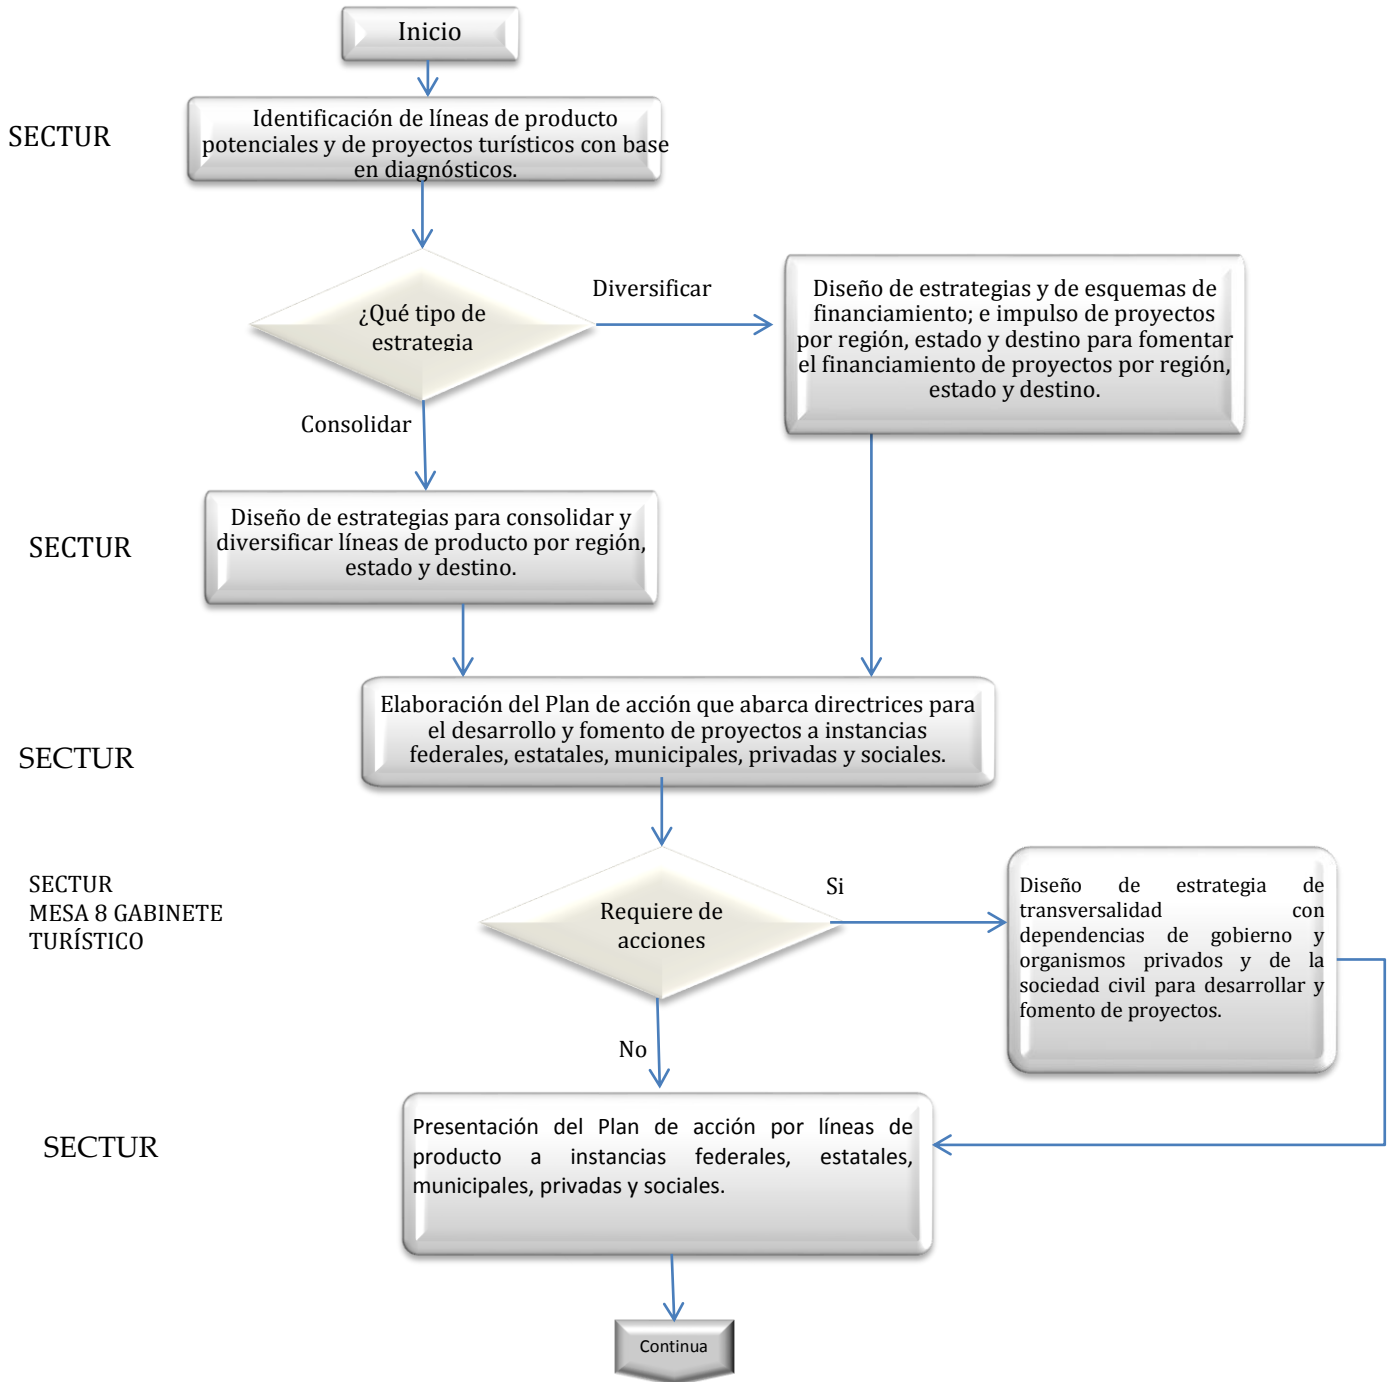 Inicio
SECTUR
Identificación de líneas de producto
potenciales y de proyectos turísticos con base
en diagnósticos.
¿Qué tipo de
estrategia
Diversificar
Diseño de estrategias y de esquemas de
financiamiento; e impulso de proyectos
por región, estado y destino para fomentar
el financiamiento de proyectos por región,
estado y destino.
Consolidar
SECTUR
Diseño de estrategias para consolidar y
diversificar líneas de producto por región,
estado y destino.
SECTUR
Elaboración del Plan de acción que abarca directrices para
el desarrollo y fomento de proyectos a instancias
federales, estatales, municipales, privadas y sociales.
SECTUR
MESA 8 GABINETE
TURÍSTICO
Requiere de
acciones
Si
Diseño de estrategia de
transversalidad con
dependencias de gobierno y
organismos privados y de la
sociedad civil para desarrollar y
fomento de proyectos.
No
SECTUR
Presentación del Plan de acción por líneas de
producto a instancias federales, estatales,
municipales, privadas y sociales.
Continua